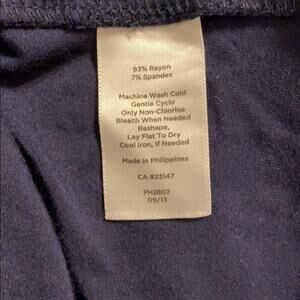 93% Rayon
7% Spandex
Machine Wash Cold
Gentle Cycle
Only Non-Chlorine
Bleach When Needed
Reshape,
Lay Flat To Dry
Cool Iron, If Needed
Made in Philippines
CA #23147
PH2807
09/13